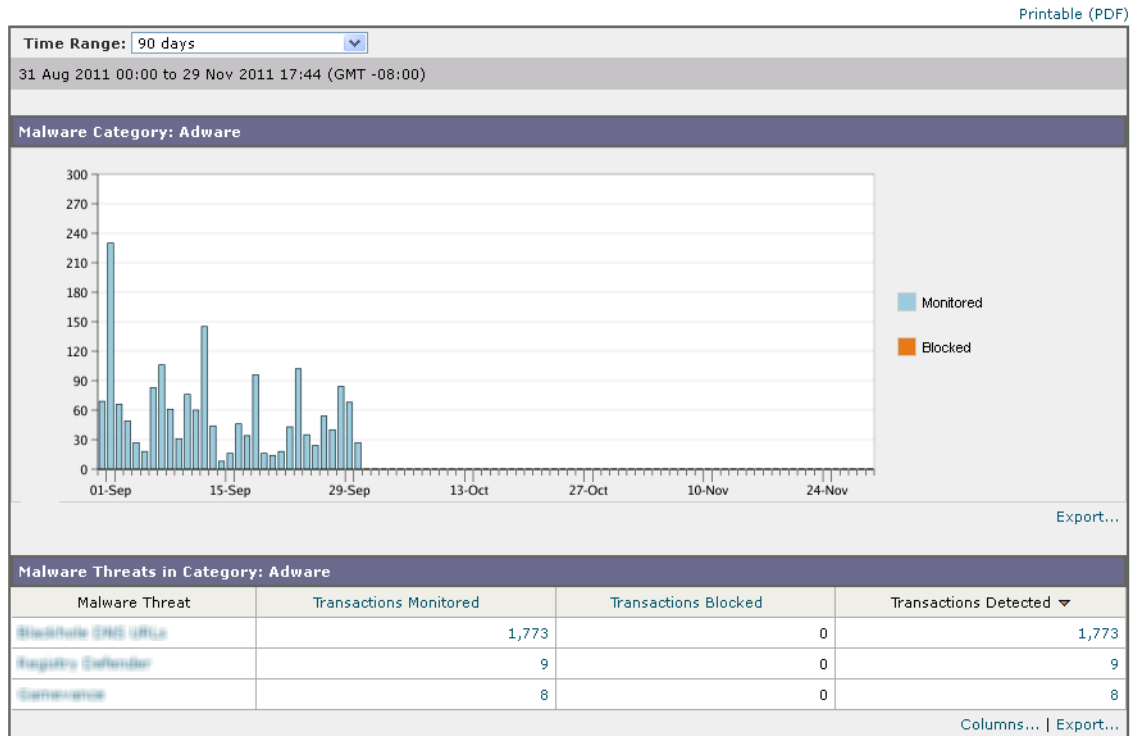 Printable (PDF)
Time Range: 90 days
31 Aug 2011 00:00 to 29 Nov 2011 17:44 (GMT -08:00)
Malware Category: Adware
300
270
240
210
180
150
120
90
60
30
0
01-Sep 15-Sep 29-Sep 13-Oct 27-Oct 10-Nov 24-Nov
Monitored
Blocked
Export...
Malware Threats in Category: Adware
Malware Threat Transactions Monitored Transactions Blocked Transactions Detected
1,773 0 1,773
9 0 9
8 0 8
Columns... | Export...